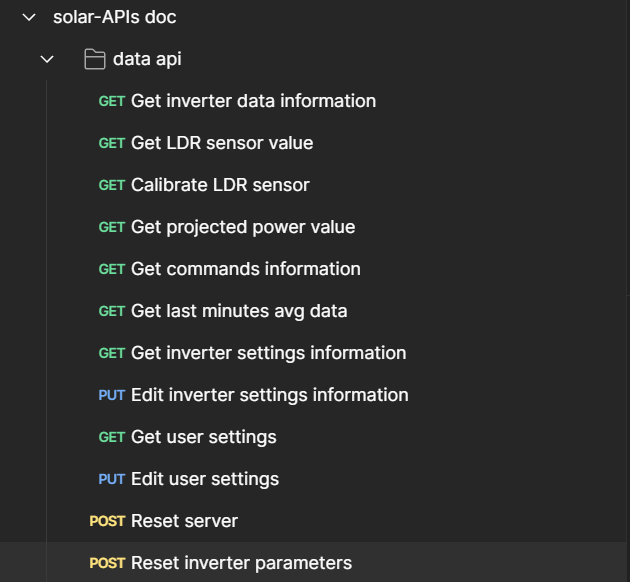 solar-APIs doc
data api
GET Get inverter data information
GET Get LDR sensor value
GET Calibrate LDR sensor
GET Get projected power value
GET Get commands information
GET Get last minutes avg data
GET Get inverter settings information
PUT Edit inverter settings information
GET Get user settings
PUT Edit user settings
POST Reset server
POST Reset inverter parameters